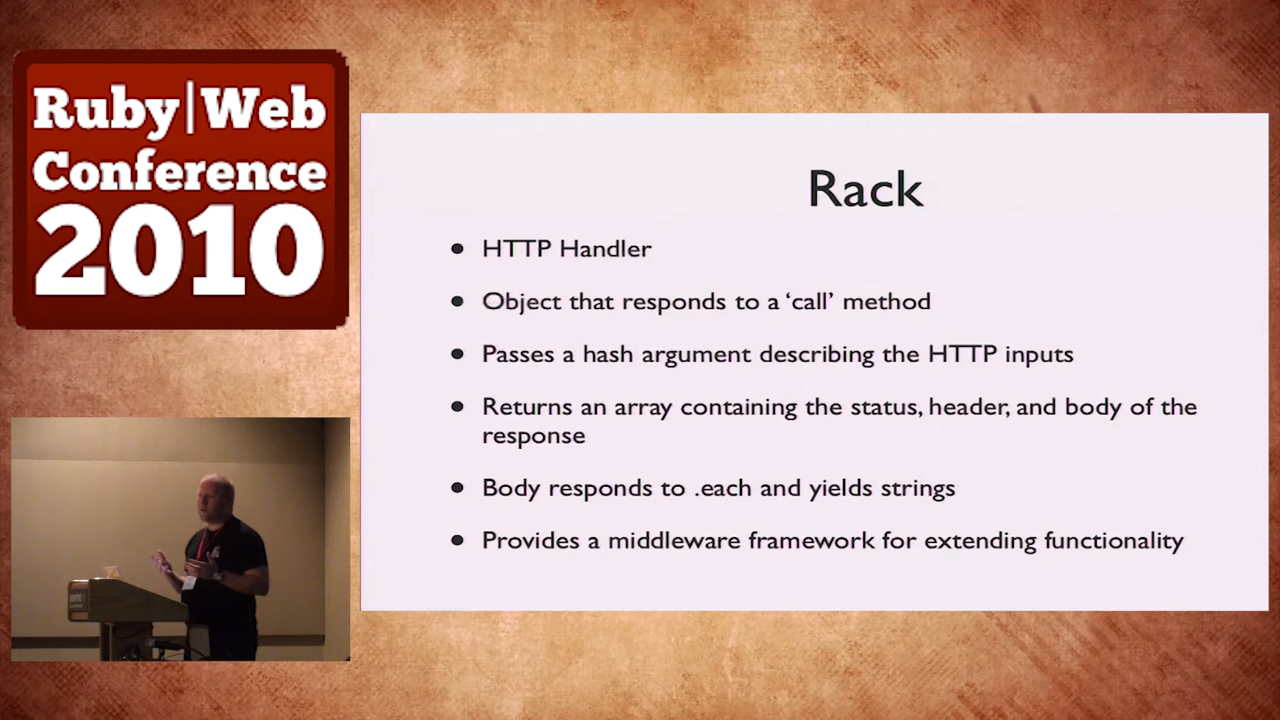 Ruby|Web
Conference
2010
Rack
• HTTP Handler
• Object that responds to a ‘call’ method
• Passes a hash argument describing the HTTP inputs
• Returns an array containing the status, header, and body of the
response
• Body responds to .each and yields strings
• Provides a middleware framework for extending functionality